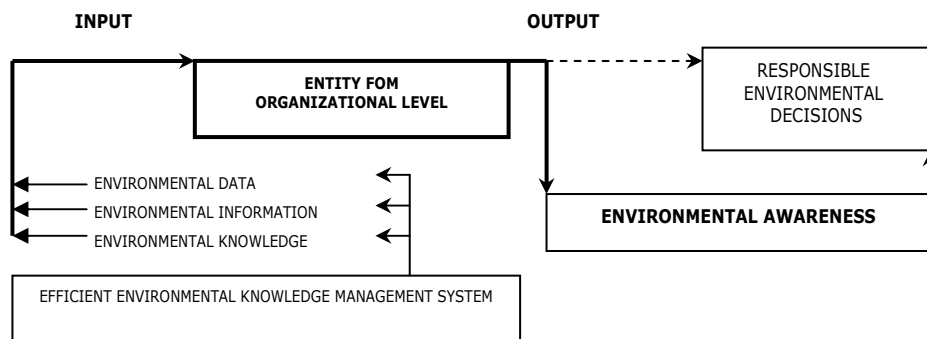 INPUT
OUTPUT
ENTITY FOM
ORGANIZATIONAL LEVEL
RESPONSIBLE
ENVIRONMENTAL
DECISIONS
ENVIRONMENTAL DATA
ENVIRONMENTAL INFORMATION
ENVIRONMENTAL KNOWLEDGE
ENVIRONMENTAL AWARENESS
EFFICIENT ENVIRONMENTAL KNOWLEDGE MANAGEMENT SYSTEM